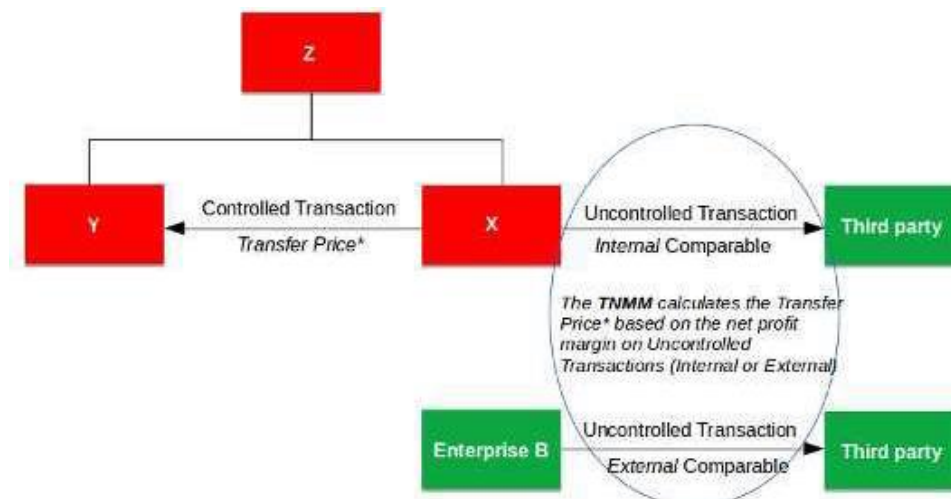 Z
Y
Controlled Transaction
Transfer Price*
X
Uncontrolled Transaction
Internal Comparable
Third party
The TNMM calculates the Transfer
Price* based on the net profit
margin on Uncontrolled
Transactions (Internal or External)
Enterprise B
Uncontrolled Transaction
External Comparable
Third party